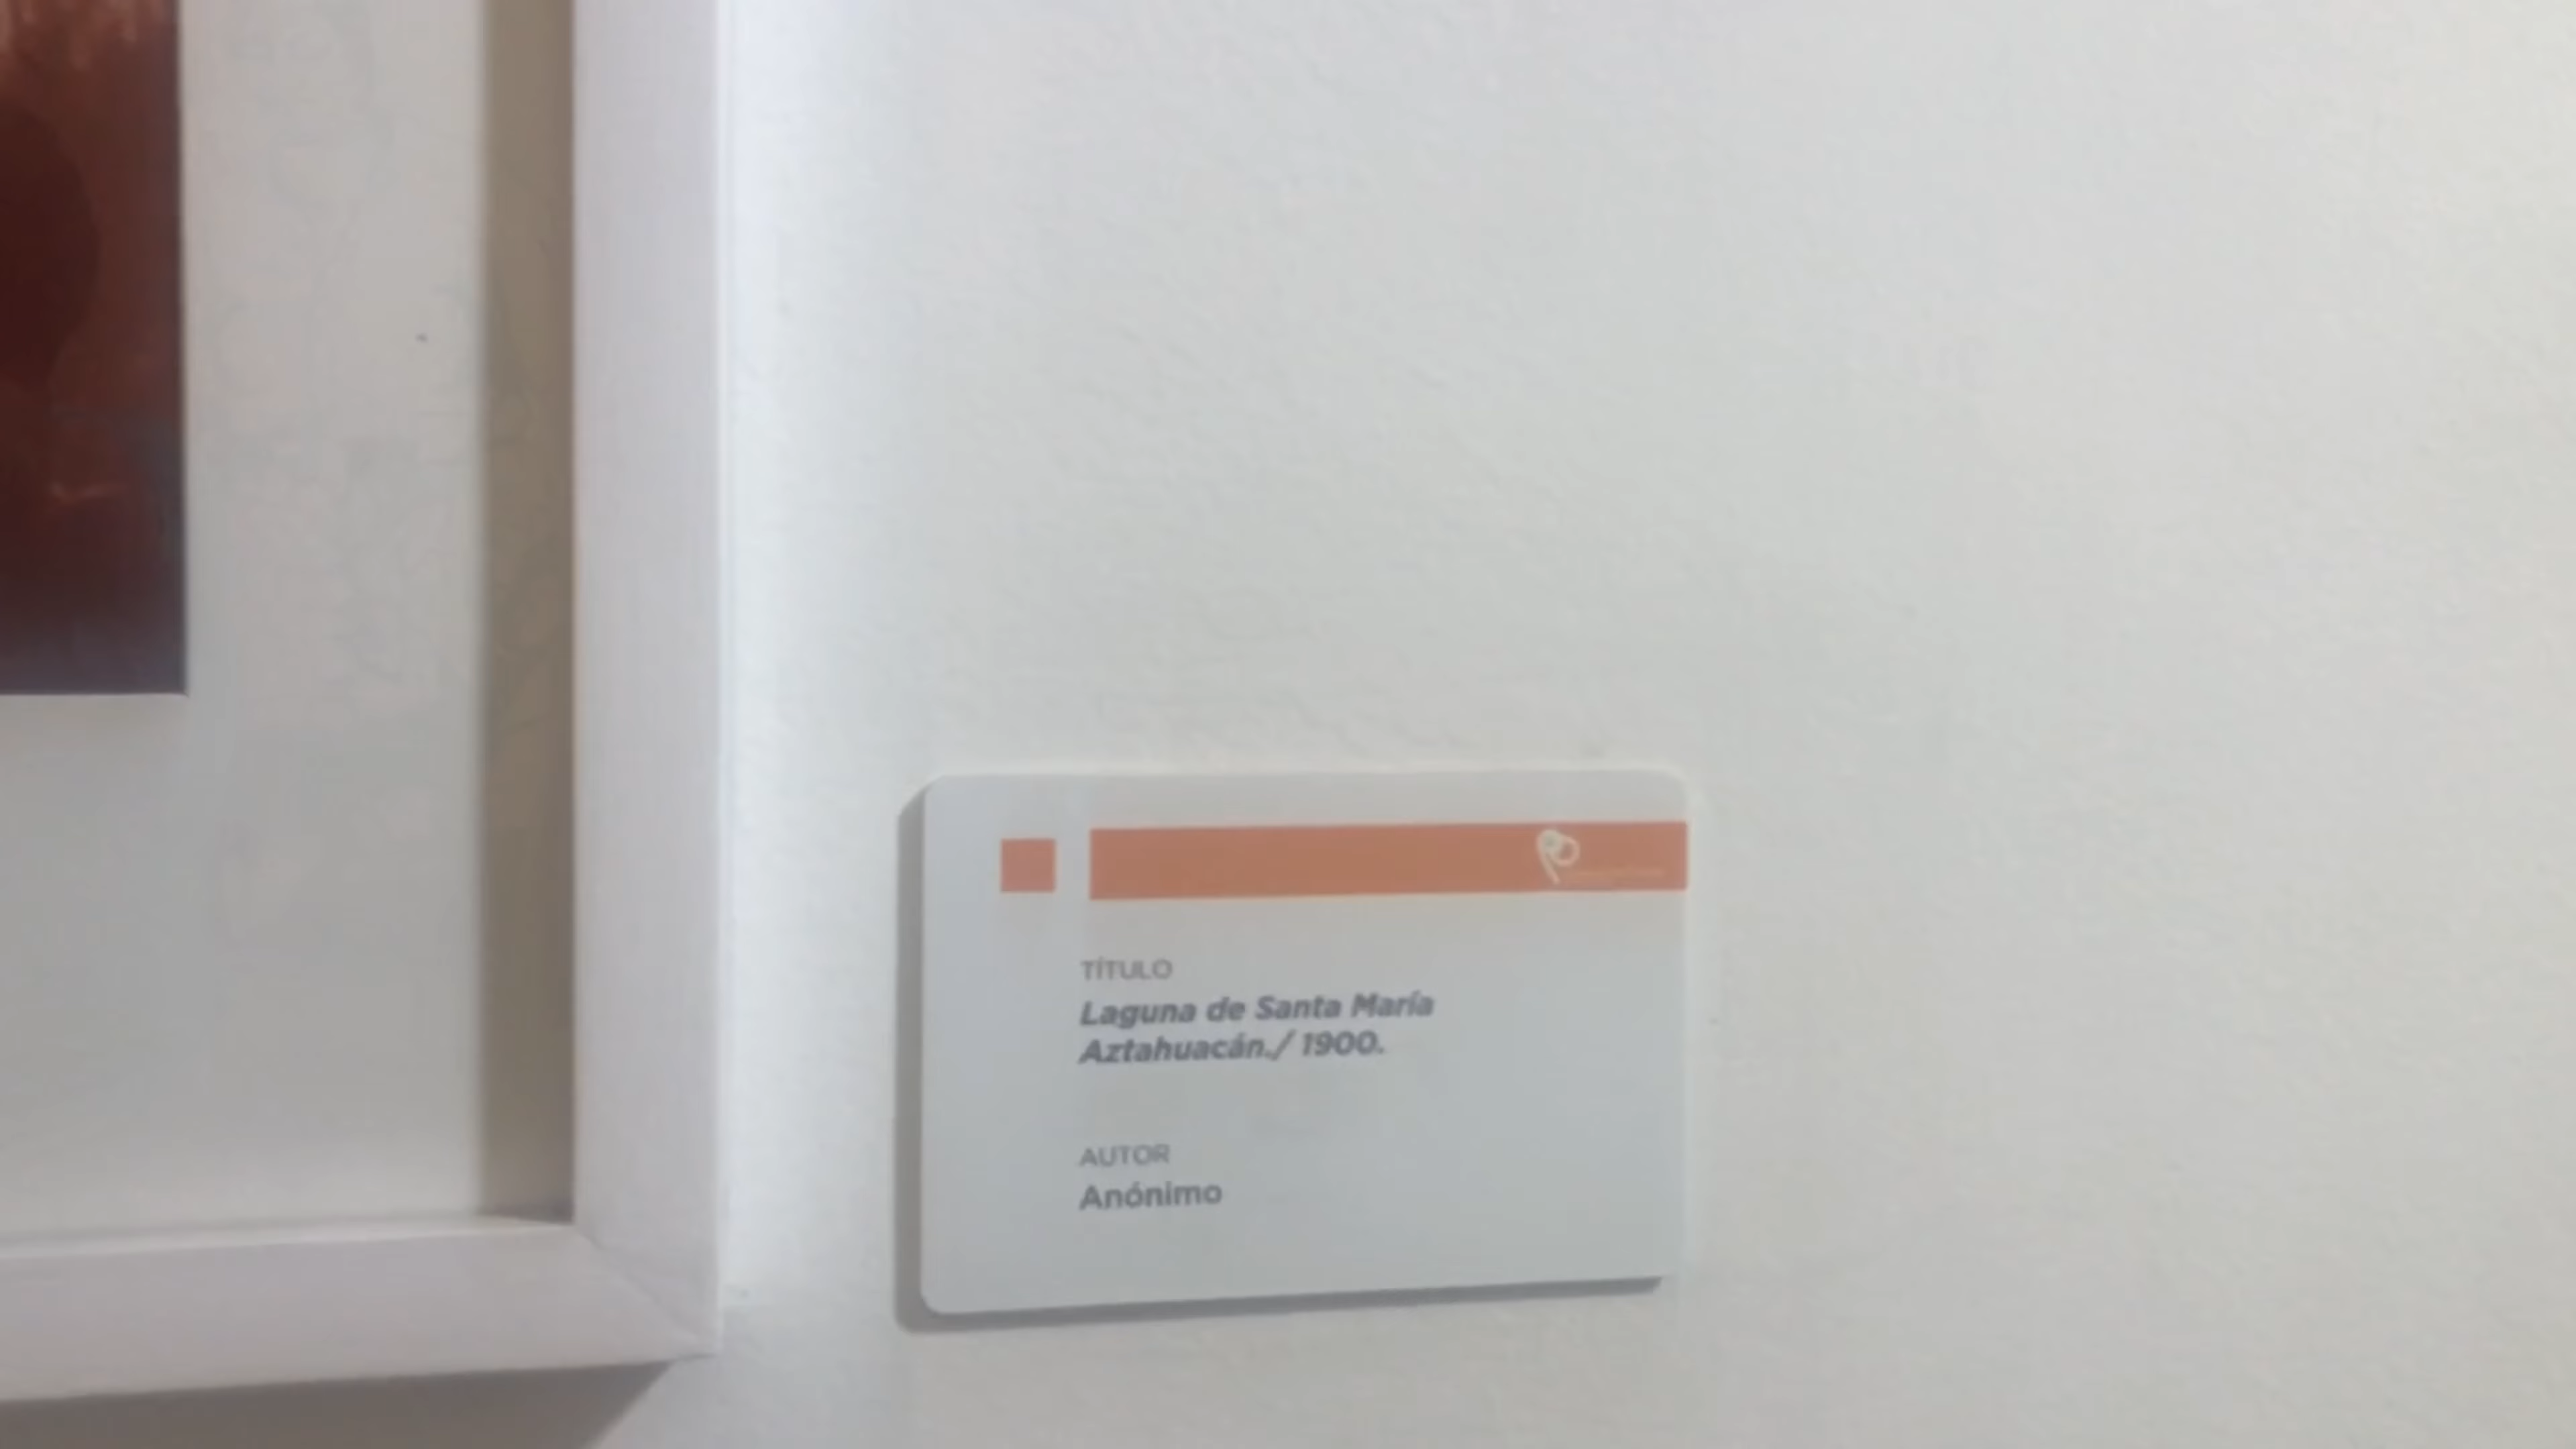 TÍTULO
Laguna de Santa María
Aztahuacán./ 1900.
AUTOR
Anónimo